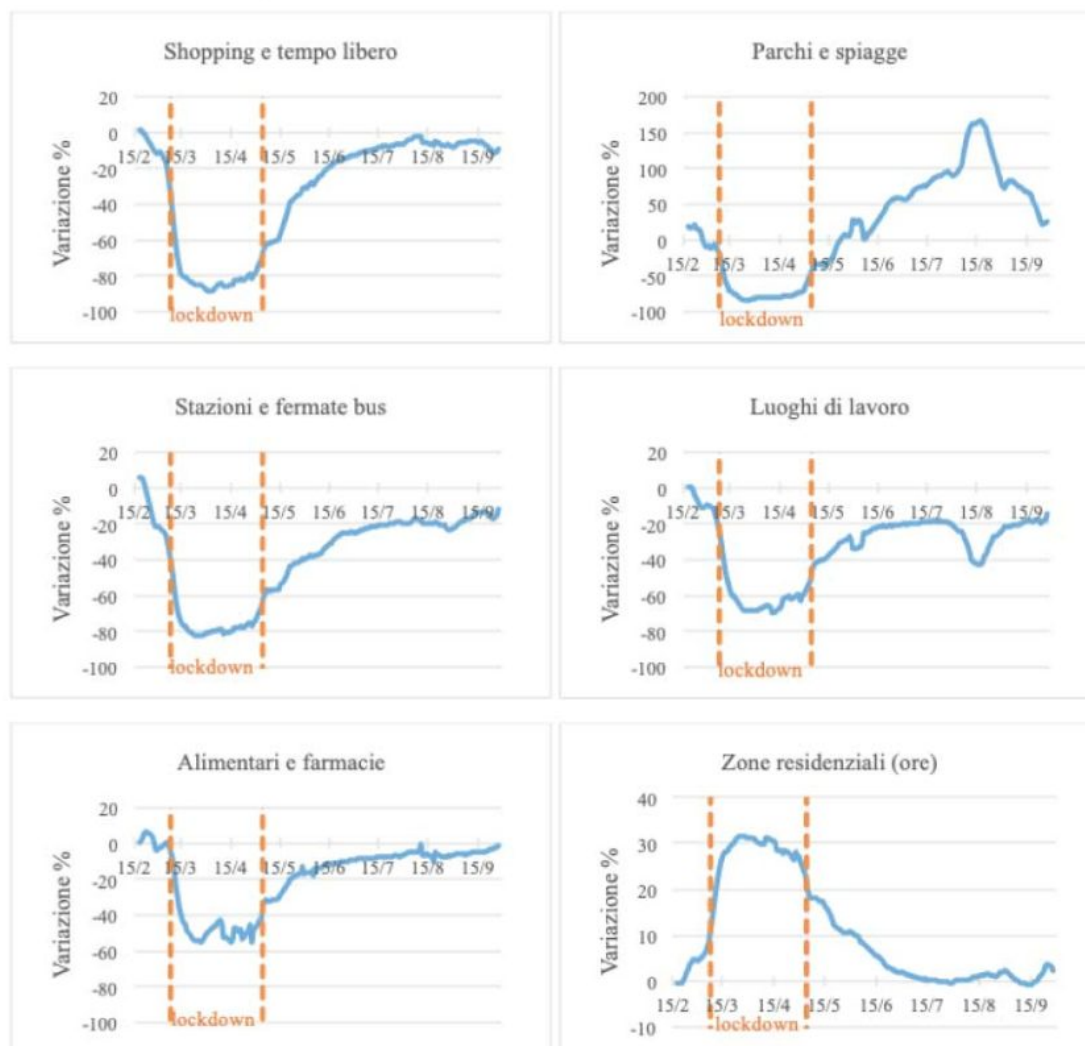 Shopping e tempo libero
Variazione %
20
0
-20
-40
-60
-80
-100
15/2 15/3 15/4 15/5 15/6 15/7 15/8 15/9
lockdown
Parchi e spiagge
Variazione %
200
150
100
50
0
-50
-100
15/2 15/3 15/4 15/5 15/6 15/7 15/8 15/9
lockdown
Stazioni e fermate bus
Variazione %
20
0
-20
-40
-60
-80
-100
15/2 15/3 15/4 15/5 15/6 15/7 15/8 15/9
lockdown
Luoghi di lavoro
Variazione %
20
0
-20
-40
-60
-80
-100
15/2 15/3 15/4 15/5 15/6 15/7 15/8 15/9
lockdown
Alimentari e farmacie
Variazione %
20
0
-20
-40
-60
-80
-100
15/2 15/3 15/4 15/5 15/6 15/7 15/8 15/9
lockdown
Zone residenziali (ore)
Variazione %
40
30
20
10
0
-10
15/2 15/3 15/4 15/5 15/6 15/7 15/8 15/9
lockdown